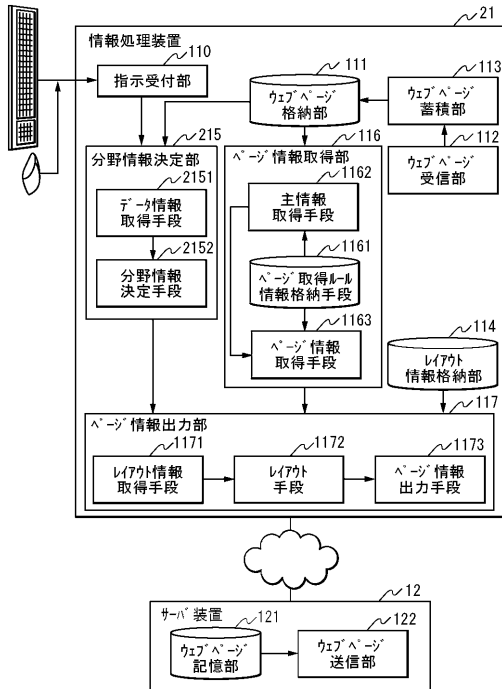 21
情報処理装置
110
指示受付部
111
ウェブページ
格納部
113
ウェブページ
蓄積部
112
ウェブページ
受信部
215
分野情報決定部
2151
データ情報
取得手段
2152
分野情報
決定手段
116
ページ情報取得部
1162
主情報
取得手段
1161
ページ取得ルール
情報格納手段
1163
ページ情報
取得手段
114
レイアウト
情報格納部
117
ページ情報出力部
1171
レイアウト情報
取得手段
1172
レイアウト
手段
1173
ページ情報
出力手段
12
サーバ装置
121
ウェブページ
記憶部
122
ウェブページ
送信部